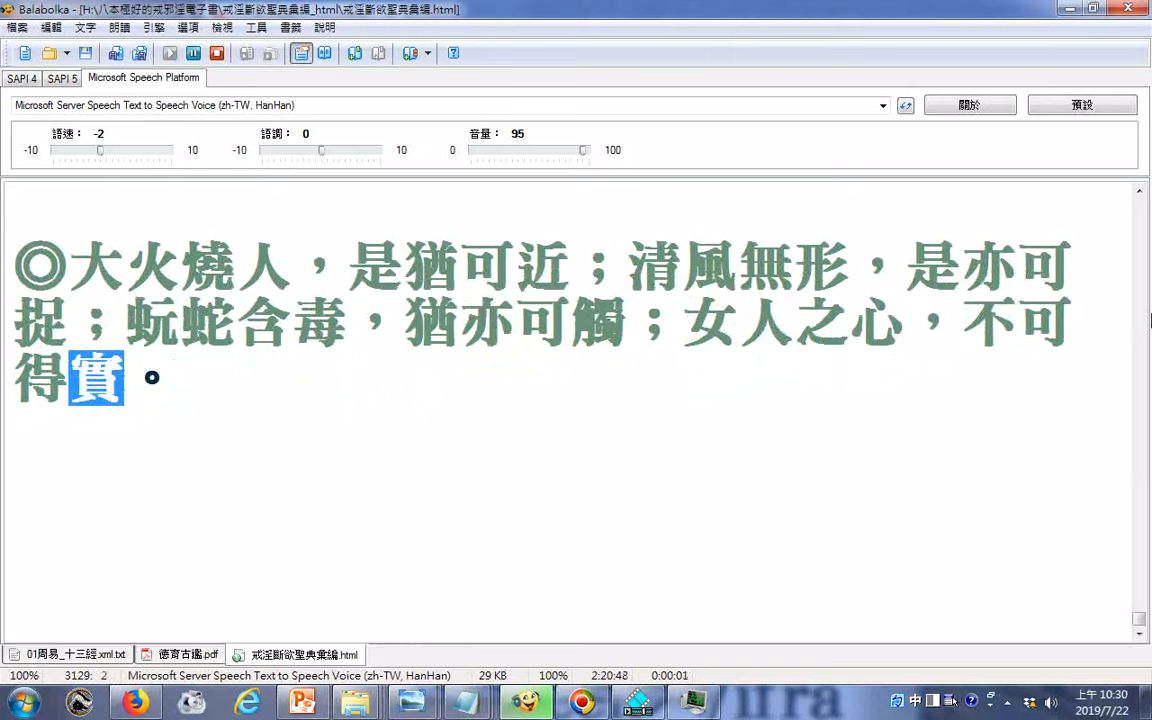 Balabolka - [H:\八本極好的戒邪淫電子書\戒淫斷欲聖典彙編_html\戒淫斷欲聖典彙編.html]
檔案 編輯 文字 朗讀 引擎 選項 檢視 工具 書籤 說明
SAPI 4 SAPI 5 Microsoft Speech Platform
Microsoft Server Speech Text to Speech Voice (zh-TW, HanHan) 關於 預設
語速： -2 語調： 0 音量： 95
-10 10 -10 10 0 100
◎大火燒人，是猶可近；清風無形，是亦可
捉；蚖蛇含毒，猶亦可觸；女人之心，不可
得實。
01周易_十三經.xml.txt 德育古鑑.pdf 戒淫斷欲聖典彙編.html
100% 3129: 2 Microsoft Server Speech Text to Speech Voice (zh-TW, HanHan) 29 KB 100% 2:20:48 0:00:01
中 上午 10:30
2019/7/22